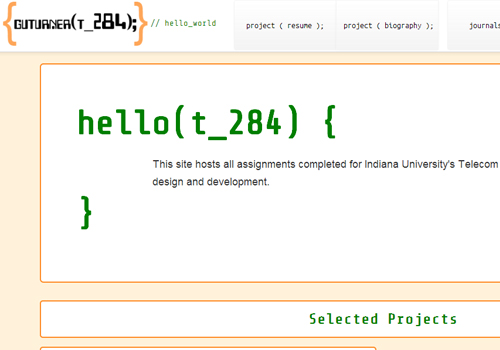 {GUTURNER(T_284);}
// hello_world
project ( resume );
project ( biography );
journals
hello(t_284) {
This site hosts all assignments completed for Indiana University's Telecom
design and development.
}
Selected Projects